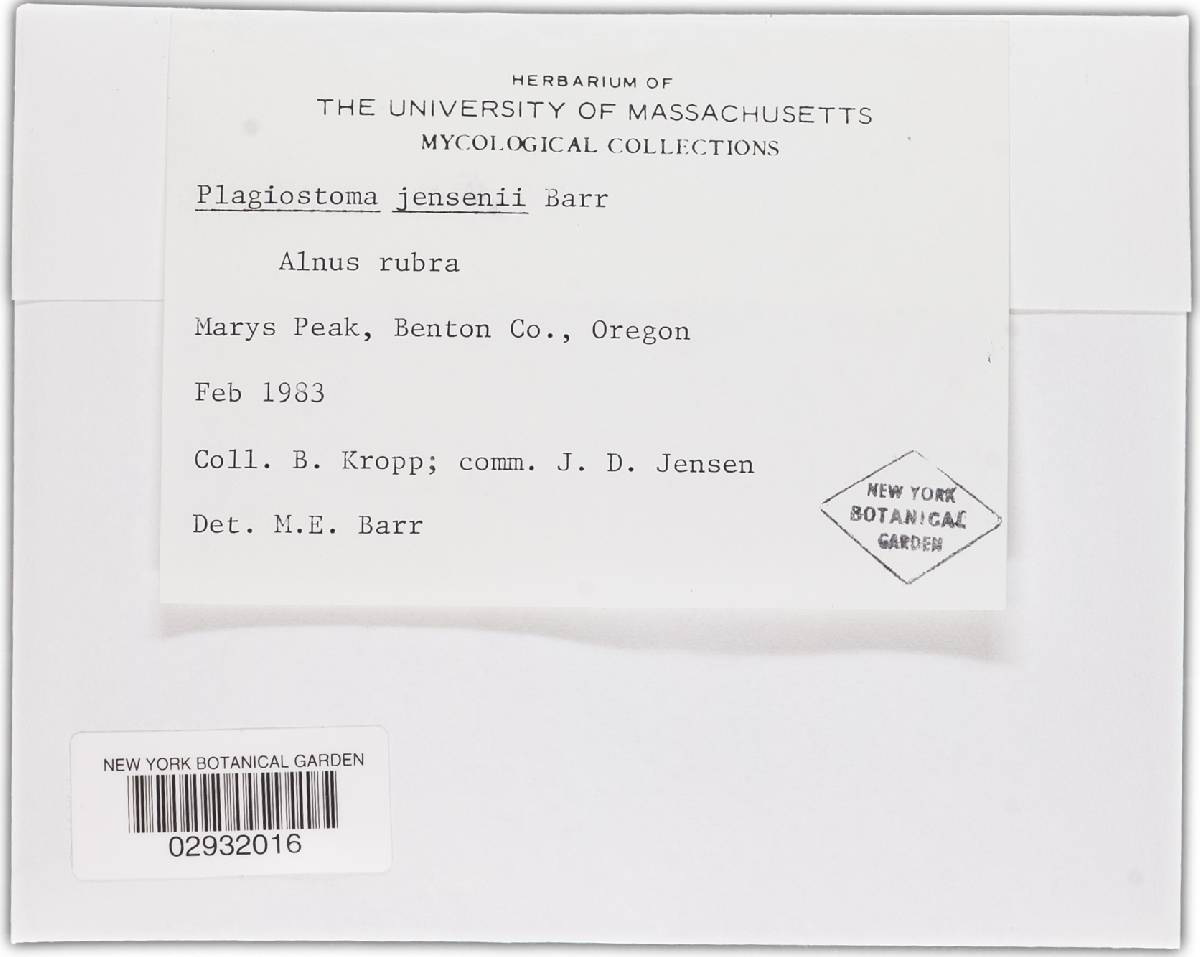 HERBARIUM OF
THE UNIVERSITY OF MASSACHUSETTS
MYCOLOGICAL COLLECTIONS
Plagiostoma jensenii Barr
Alnus rubra
Marys Peak, Benton Co., Oregon
Feb 1983
Coll. B. Kropp; comm. J. D. Jensen
Det. M.E. Barr
NEW YORK
BOTANICAL
GARDEN
NEW YORK BOTANICAL GARDEN
02932016